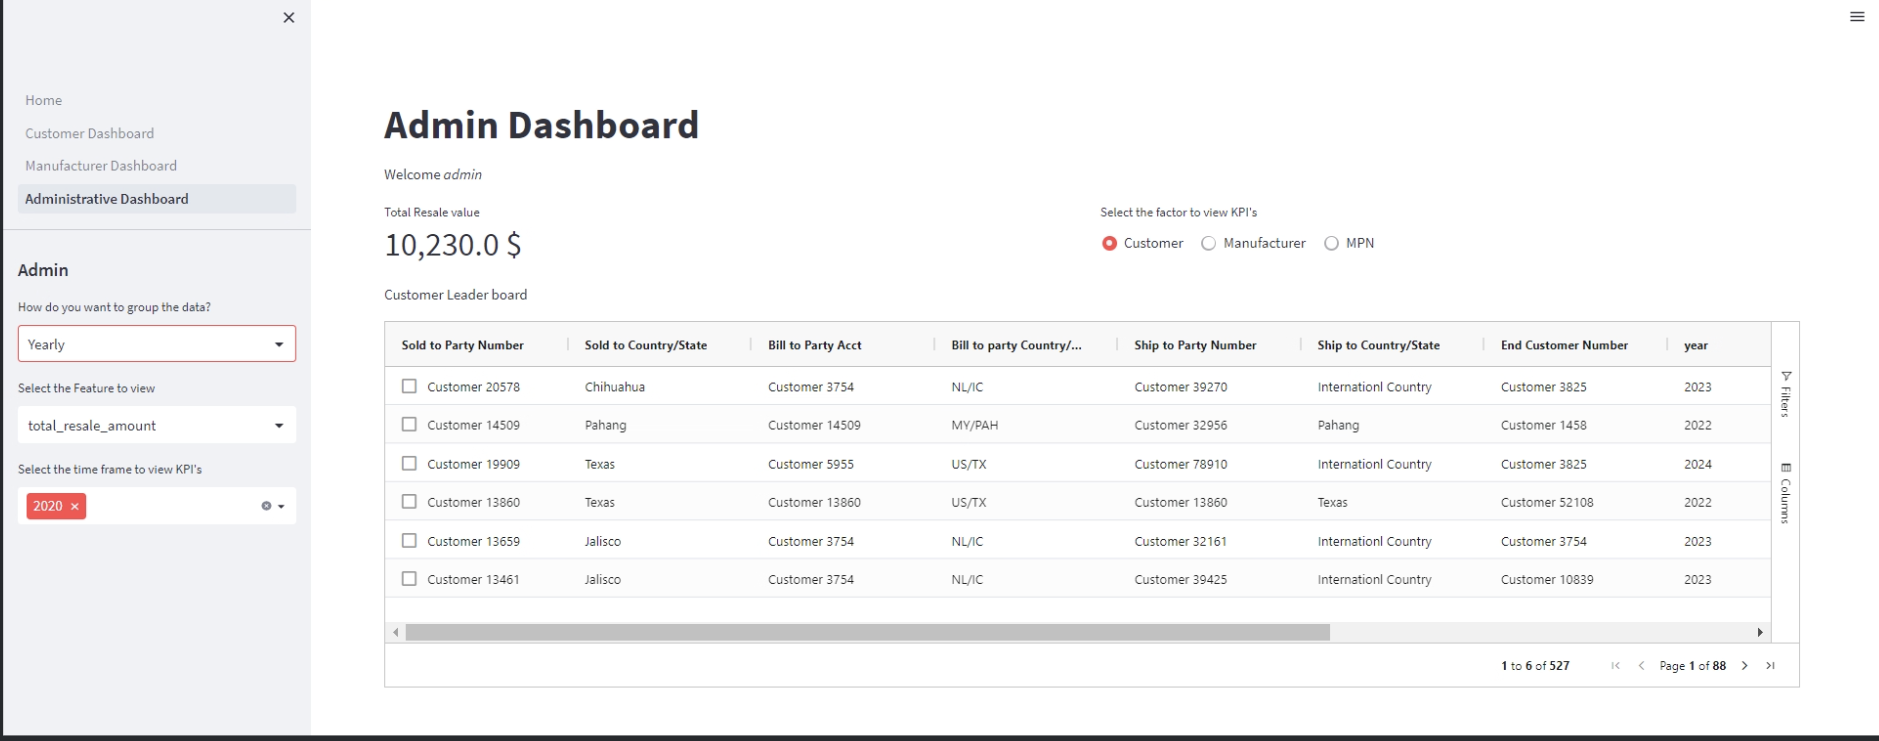 Home
Customer Dashboard
Manufacturer Dashboard
Administrative Dashboard
Admin
How do you want to group the data?
Yearly
Select the Feature to view
total_resale_amount
Select the time frame to view KPI's
2020 ×
Admin Dashboard
Welcome admin
Total Resale value
10,230.0 $
Select the factor to view KPI's
Customer Manufacturer MPN
Customer Leader board
Sold to Party Number Sold to Country/State Bill to Party Acct Bill to party Country/... Ship to Party Number Ship to Country/State End Customer Number year
Customer 20578 Chihuahua Customer 3754 NL/IC Customer 39270 Internationl Country Customer 3825 2023
Customer 14509 Pahang Customer 14509 MY/PAH Customer 32956 Pahang Customer 1458 2022
Customer 19909 Texas Customer 5955 US/TX Customer 78910 Internationl Country Customer 3825 2024
Customer 13860 Texas Customer 13860 US/TX Customer 13860 Texas Customer 52108 2022
Customer 13659 Jalisco Customer 3754 NL/IC Customer 32161 Internationl Country Customer 3754 2023
Customer 13461 Jalisco Customer 3754 NL/IC Customer 39425 Internationl Country Customer 10839 2023
Filters
Columns
1 to 6 of 527 Page 1 of 88